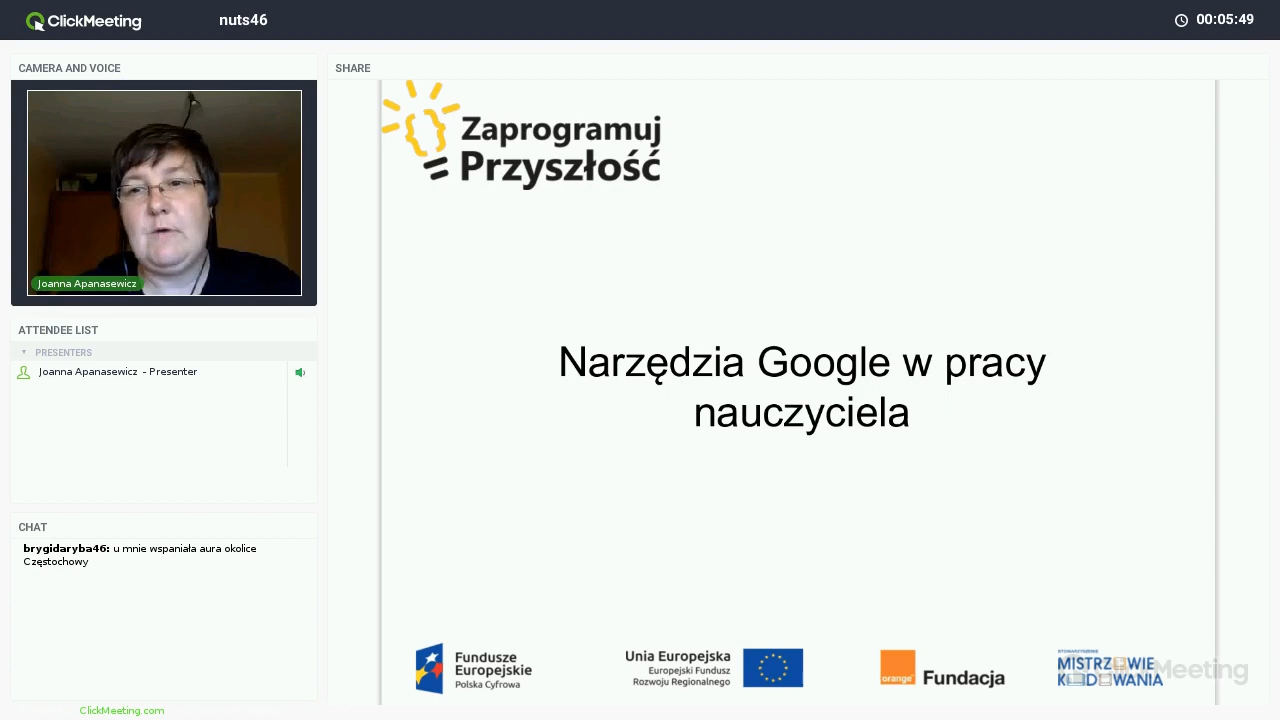 ClickMeeting
nuts46
00:05:49
CAMERA AND VOICE
Joanna Apanasewicz
ATTENDEE LIST
PRESENTERS
Joanna Apanasewicz - Presenter
CHAT
brygidaryba46: u mnie wspaniała aura okolice
Częstochowy
ClickMeeting.com
SHARE
Zaprogramuj
Przyszłość
Narzędzia Google w pracy
nauczyciela
Fundusze
Europejskie
Polska Cyfrowa
Unia Europejska
Europejski Fundusz
Rozwoju Regionalnego
orange
Fundacja
STOWARZYSZENIE
MISTRZOWIE
KODOWANIA
Meeting